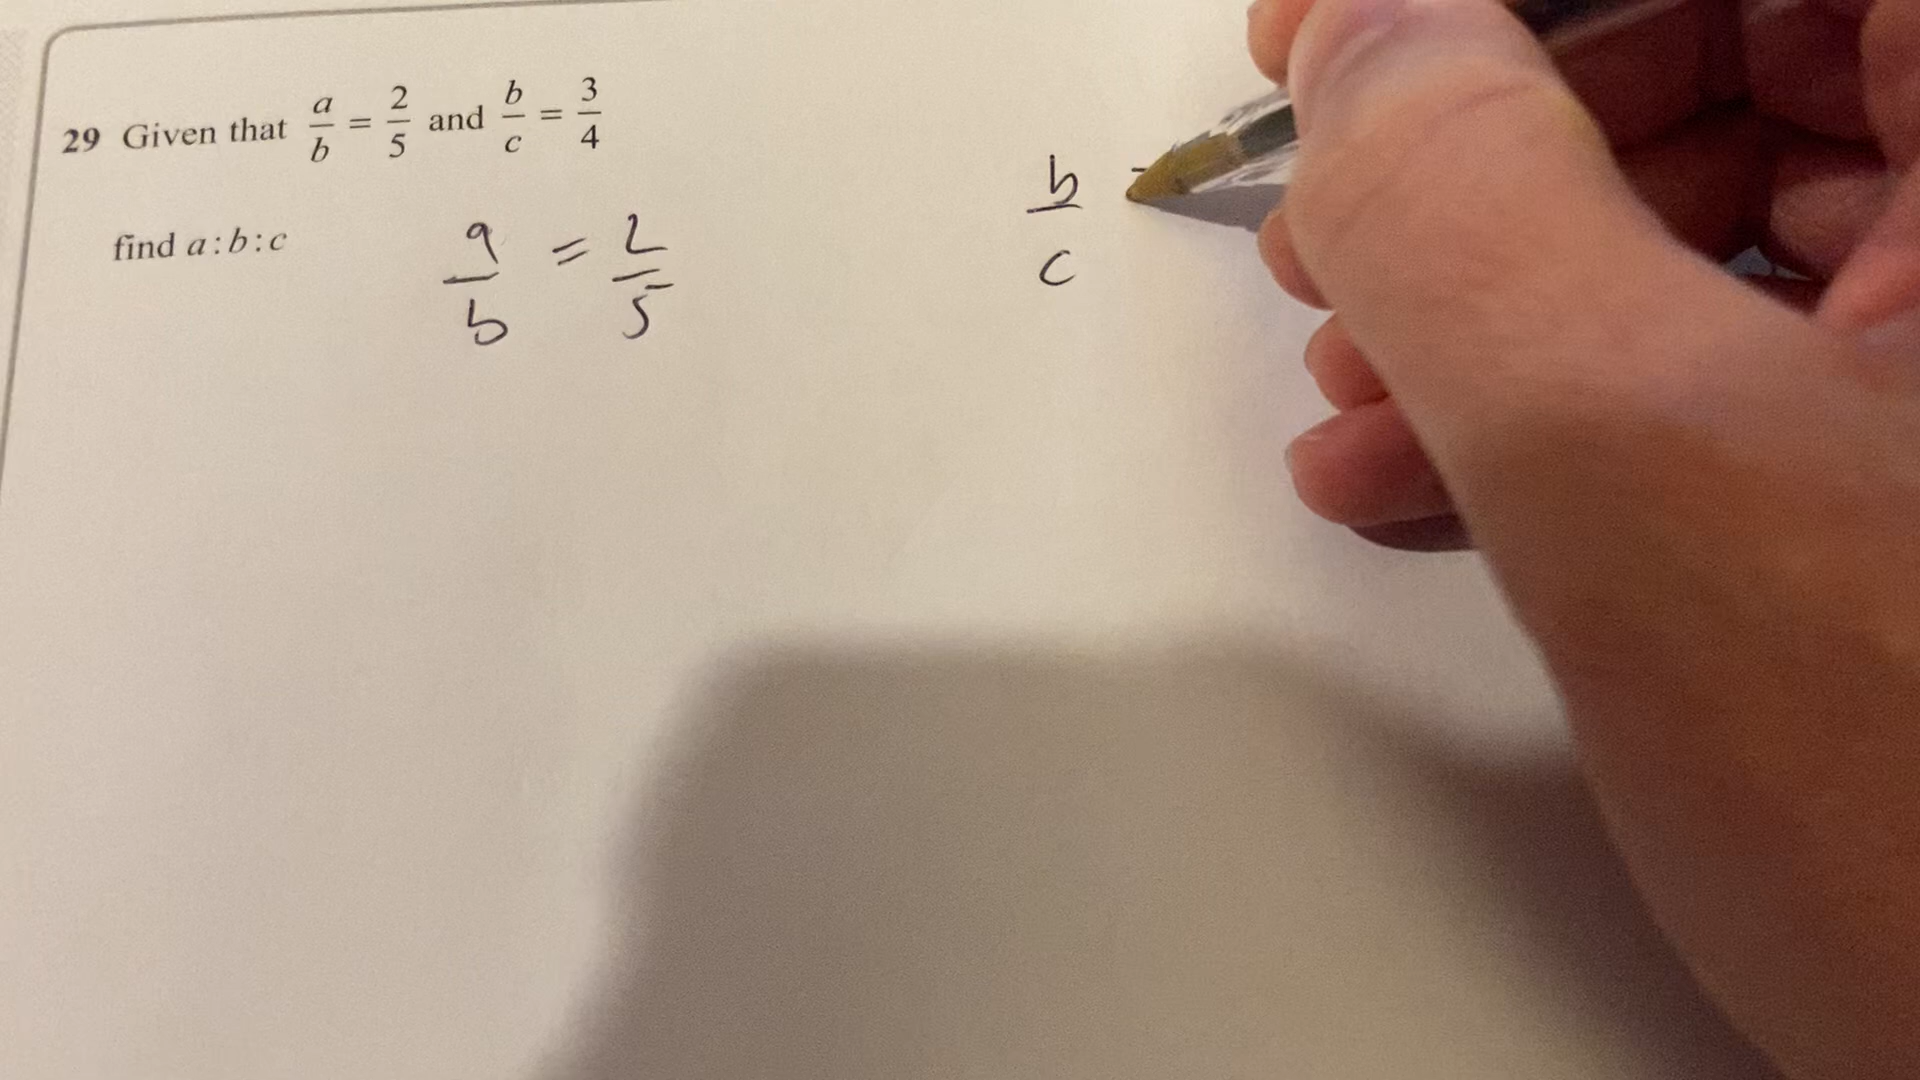 29 Given that a/b = 2/5 and b/c = 3/4
find a : b : c
a/b = 2/5
b/c